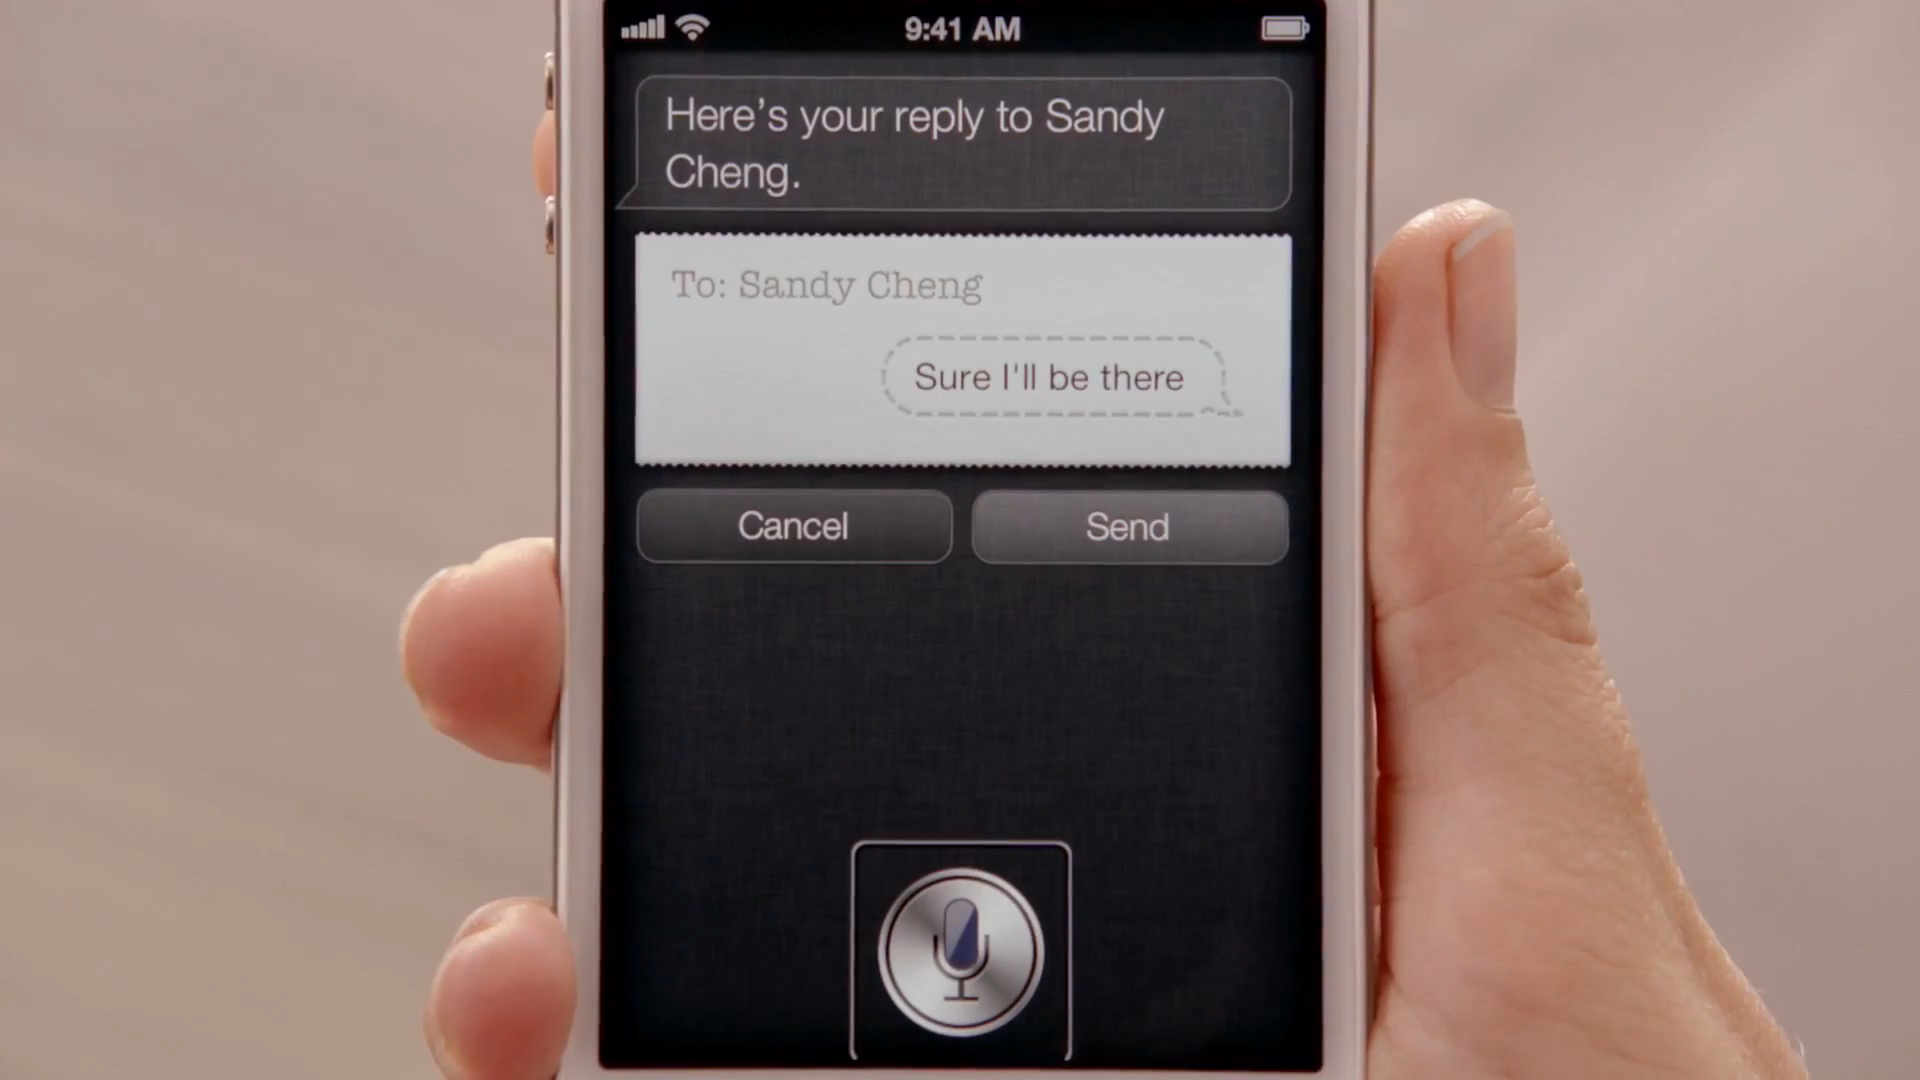 9:41 AM
Here’s your reply to Sandy
Cheng.
To: Sandy Cheng
Sure I'll be there
Cancel
Send